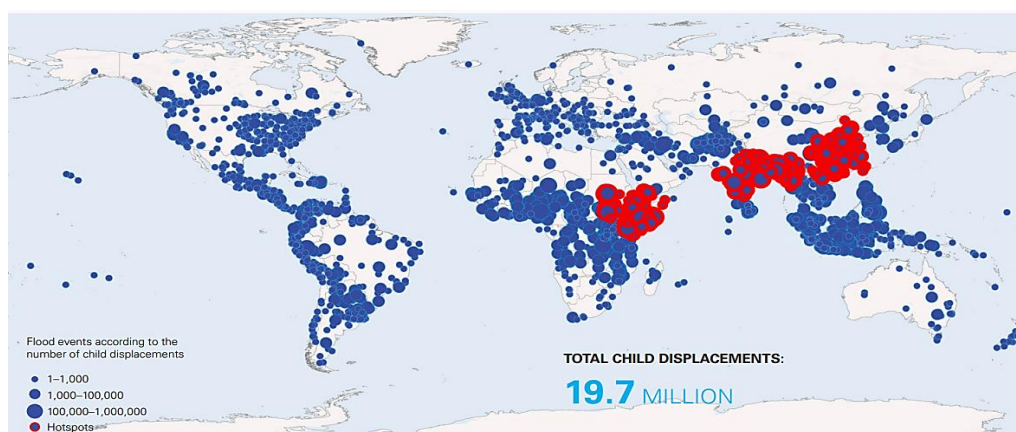 Flood events according to the
number of child displacements
1–1,000
1,000–100,000
100,000–1,000,000
Hotspots
TOTAL CHILD DISPLACEMENTS:
19.7 MILLION